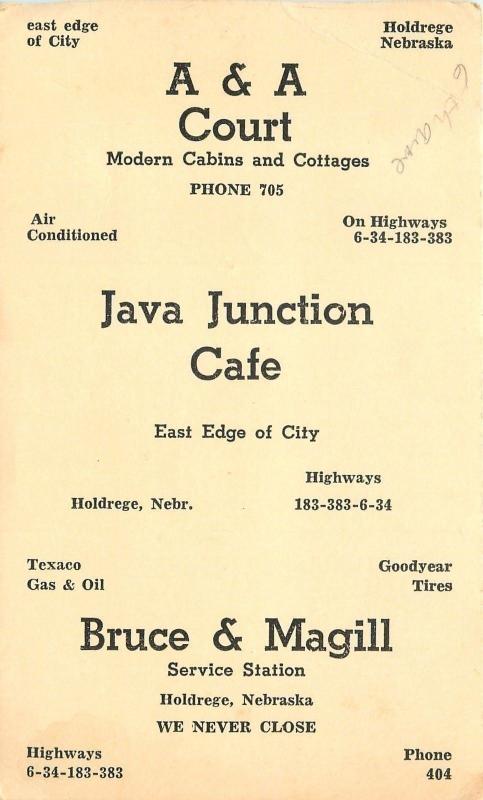 east edge
of City
Holdrege
Nebraska
A & A
Court
Modern Cabins and Cottages
PHONE 705
Air
Conditioned
On Highways
6-34-183-383
Java Junction
Cafe
East Edge of City
Holdrege, Nebr.
Highways
183-383-6-34
Texaco
Gas & Oil
Goodyear
Tires
Bruce & Magill
Service Station
Holdrege, Nebraska
WE NEVER CLOSE
Highways
6-34-183-383
Phone
404